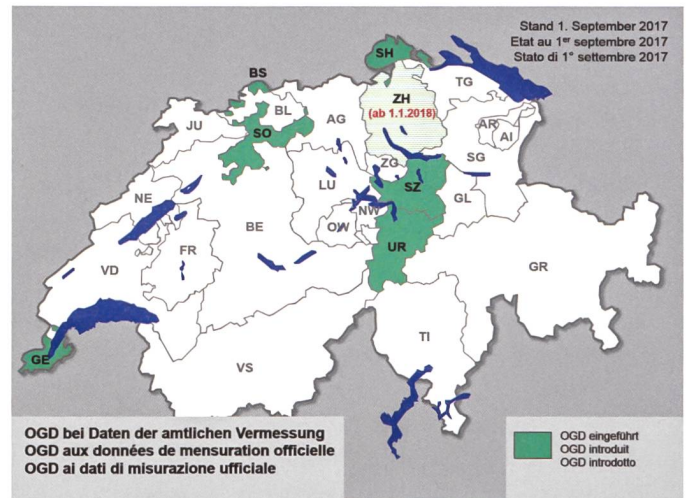 Stand 1. September 2017
Etat au 1er septembre 2017
Stato di 1° settembre 2017
SH
BS
TG
BL
ZH
(ab 1.1.2018)
JU
SO
AG
AR
AI
ZG
SG
LU
SZ
NE
GL
NW
OW
BE
UR
FR
VD
GR
TI
GE
VS
OGD bei Daten der amtlichen Vermessung
OGD aux données de mensuration officielle
OGD ai dati di misurazione ufficiale
OGD eingeführt
OGD introduit
OGD introdotto